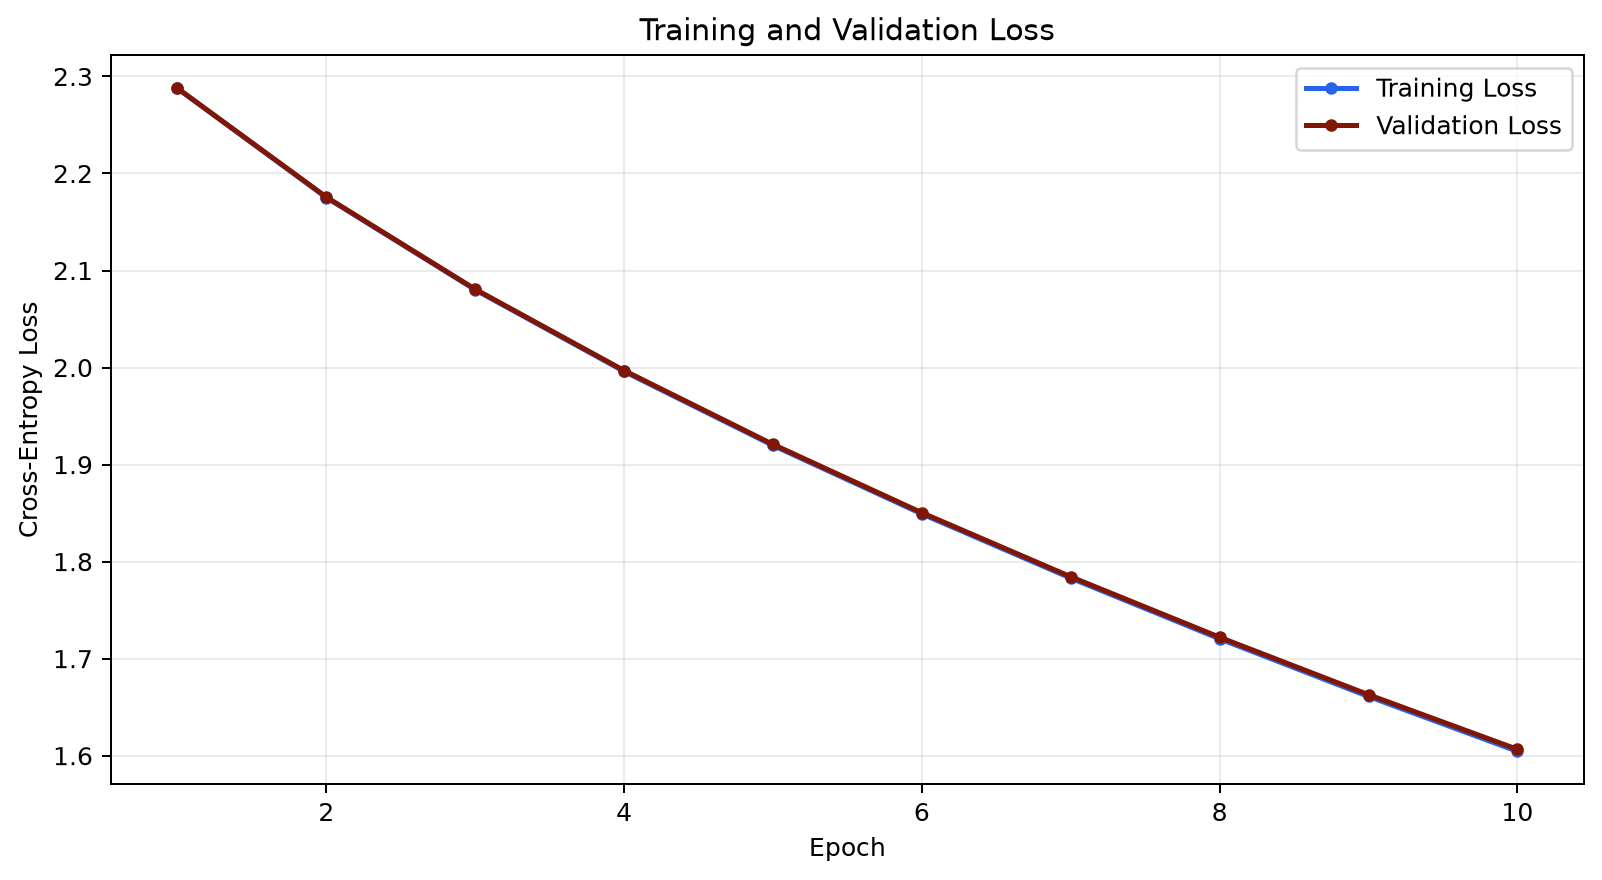 Training and Validation Loss
Training Loss
Validation Loss
Cross-Entropy Loss
2.3
2.2
2.1
2.0
1.9
1.8
1.7
1.6
2 4 6 8 10
Epoch